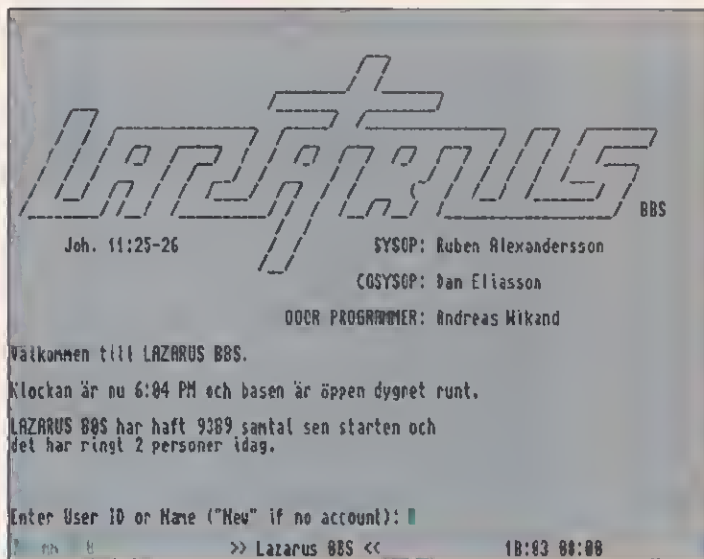 LAZARUS BBS
Joh. 11:25-26 SYSOP: Ruben Alexandersson
COSYSOP: Dan Eliasson
DOOR PROGRAMMER: Andreas Wikand
Välkommen till LAZARUS BBS.
Klockan är nu 6:04 PM och basen är öppen dygnet runt.
LAZARUS BBS har haft 9389 samtal sen starten och
det har ringt 2 personer idag.
Enter User ID or Name ("New" if no account):
>> Lazarus BBS << 18:03 00:00